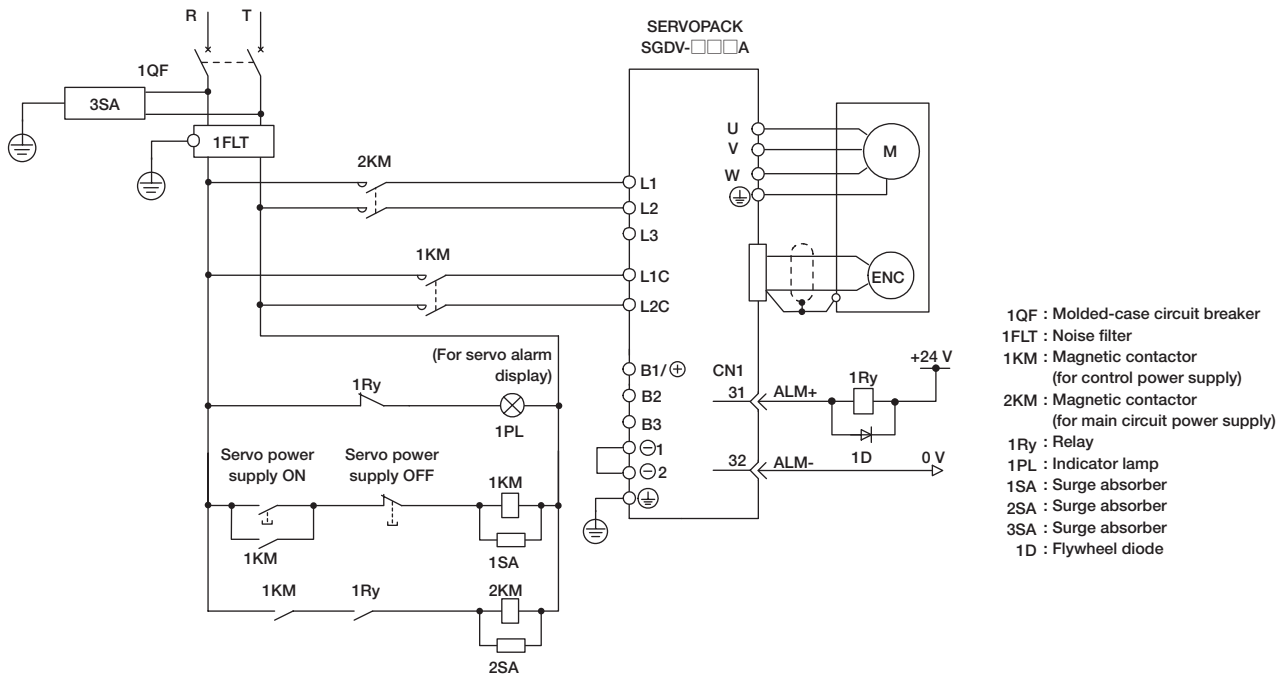 R
T
SERVOPACK
SGDV-□□□A
1QF
3SA
1FLT
U
V
W
M
2KM
L1
L2
L3
1KM
L1C
L2C
ENC
(For servo alarm
display)
1Ry
1PL
B1/⊕
B2
B3
⊖1
⊖2
CN1
31
ALM+
1Ry
+24 V
1D
32
ALM-
0 V
Servo power
supply ON
Servo power
supply OFF
1KM
1KM
1SA
1KM
1Ry
2KM
2SA
1QF : Molded-case circuit breaker
1FLT : Noise filter
1KM : Magnetic contactor
(for control power supply)
2KM : Magnetic contactor
(for main circuit power supply)
1Ry : Relay
1PL : Indicator lamp
1SA : Surge absorber
2SA : Surge absorber
3SA : Surge absorber
1D : Flywheel diode